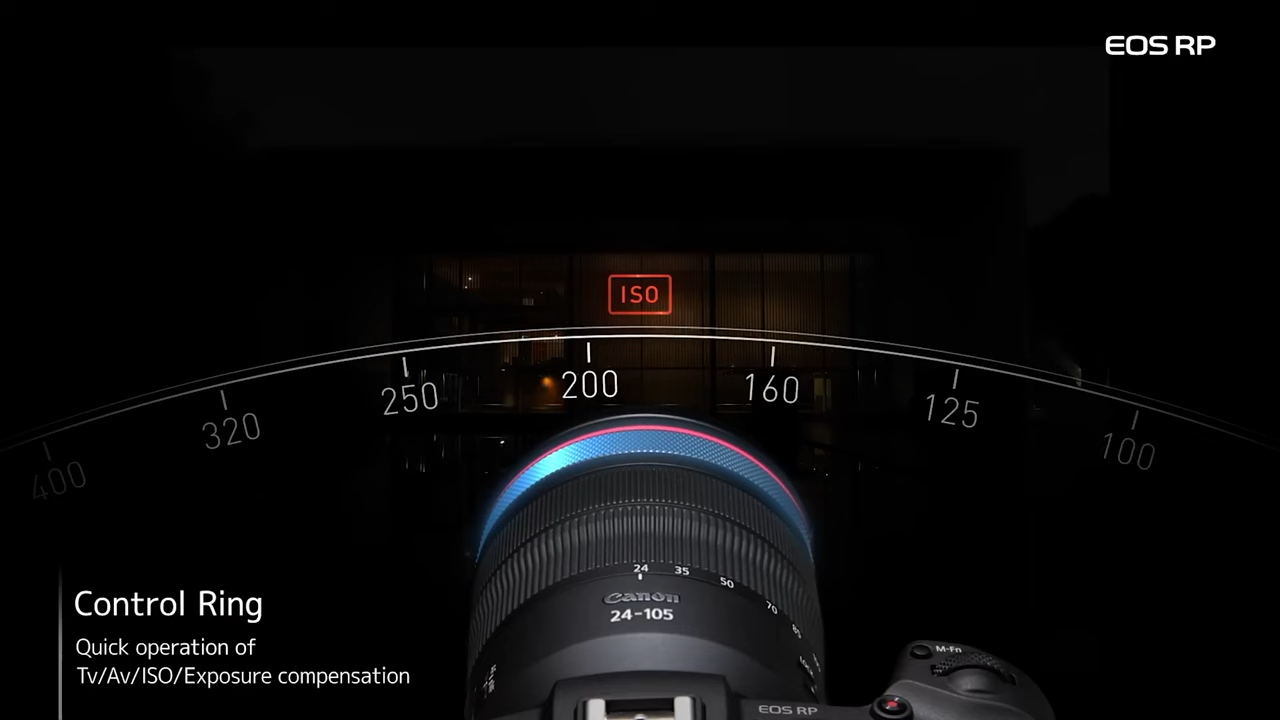 EOS RP
ISO
400 320 250 200 160 125 100
24 35 50 70 85
Canon
24-105
Control Ring
Quick operation of
Tv/Av/ISO/Exposure compensation
M-Fn
EOS RP